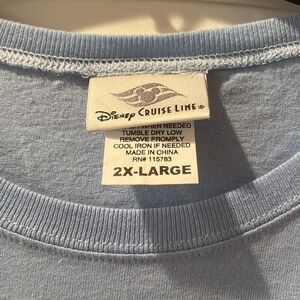 Disney CRUISE LINE®
WHEN NEEDED
TUMBLE DRY LOW
REMOVE PROMPLY
COOL IRON IF NEEDED
MADE IN CHINA
RN# 115783
2X-LARGE